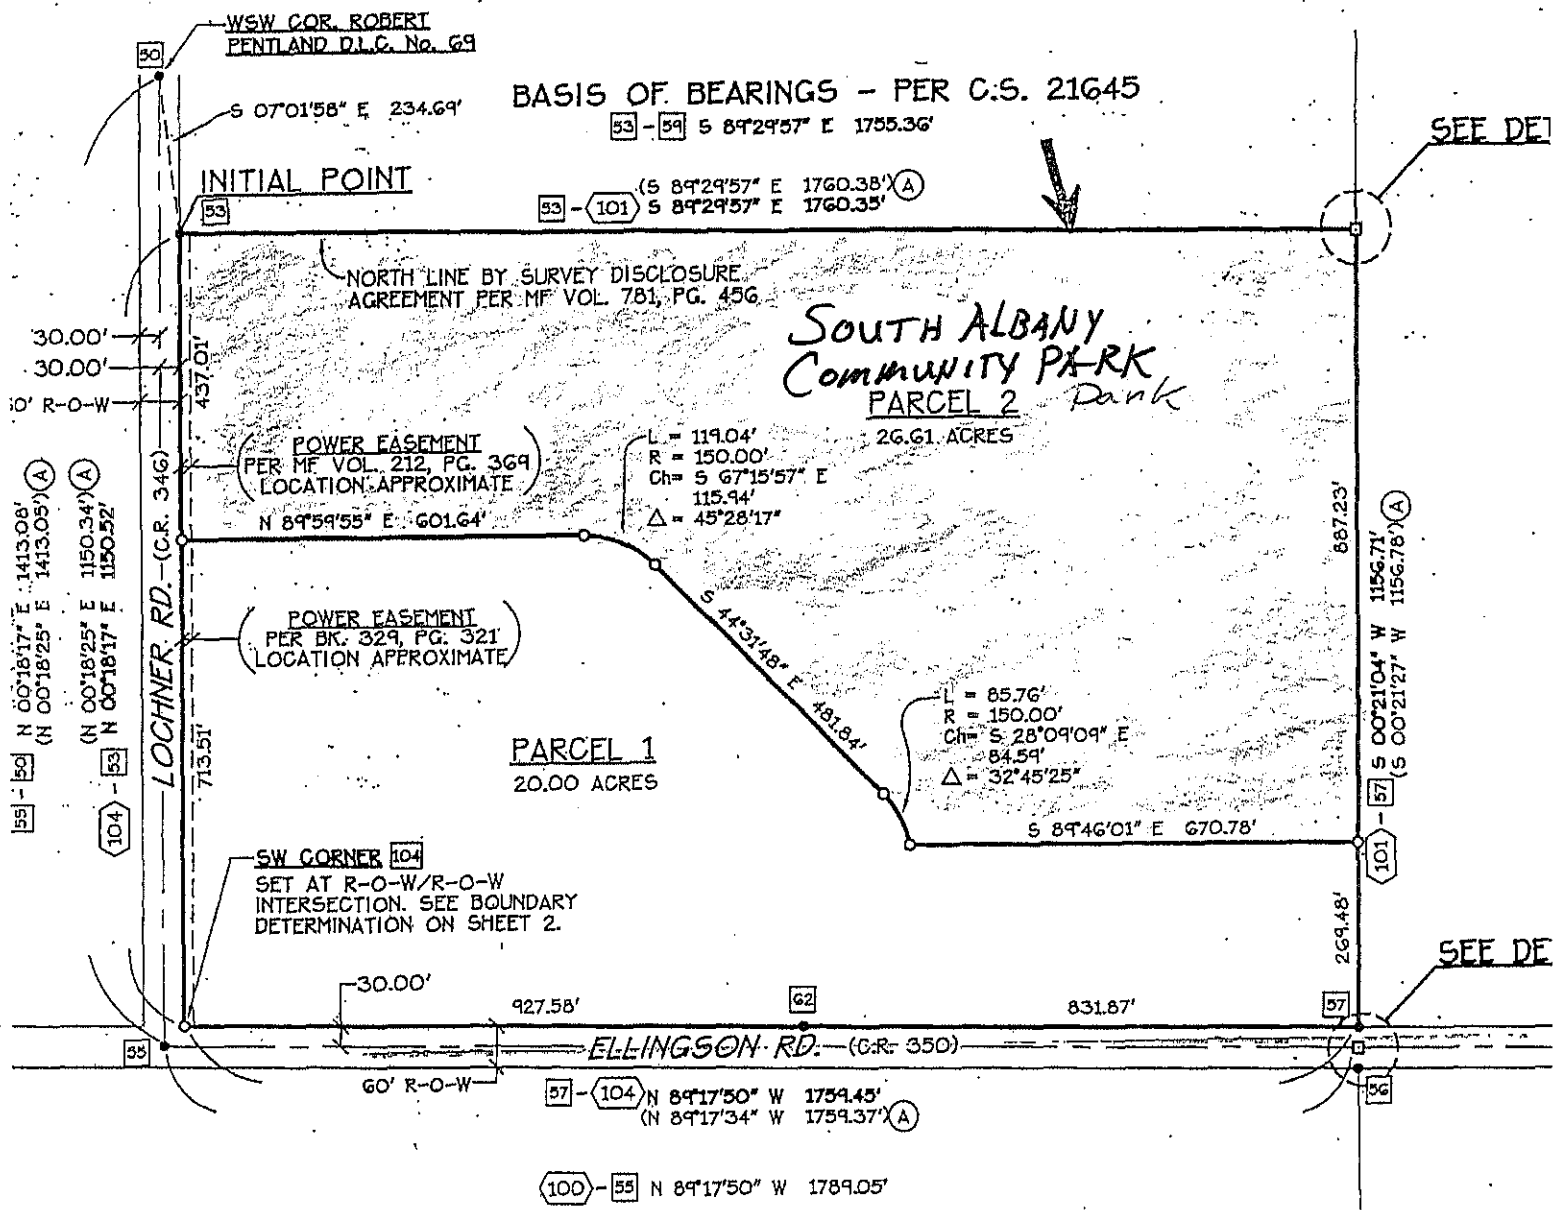 WSW COR. ROBERT
PENTLAND D.L.C. No. 69
50
S 07°01'58" E 234.69'
BASIS OF BEARINGS - PER C.S. 21645
53 - 59 S 89°29'57" E 1755.36'
SEE DET
INITIAL POINT
53
(S 89°29'57" E 1760.38') A
53 - 101 S 89°29'57" E 1760.35'
NORTH LINE BY SURVEY DISCLOSURE
AGREEMENT PER MF VOL. 781, PG. 456
SOUTH ALBANY
COMMUNITY PARK
Park
PARCEL 2
26.61 ACRES
30.00'
30.00'
0' R-O-W
437.01'
POWER EASEMENT
PER MF VOL. 212, PG. 369
LOCATION APPROXIMATE
L = 119.04'
R = 150.00'
Ch= S 67°15'57" E
115.94'
Δ = 45°28'17"
N 89°59'55" E 601.64'
55 - 50 N 00°18'17" E 1413.08'
(N 00°18'25" E 1413.05') A
(N 00°18'25" E 1150.34') A
104 - 53 N 00°18'17" E 1150.52'
LOCHNER RD. (C.R. 346)
887.23'
101 - 57 S 00°21'04" W 1156.71'
(S 00°21'27" W 1156.78') A
POWER EASEMENT
PER BK. 329, PG. 321
LOCATION APPROXIMATE
S 44°31'48" E 481.84'
713.51'
PARCEL 1
20.00 ACRES
L = 85.76'
R = 150.00'
Ch= S 28°09'09" E
84.59'
Δ = 32°45'25"
S 89°46'01" E 670.78'
SW CORNER 104
SET AT R-O-W/R-O-W
INTERSECTION. SEE BOUNDARY
DETERMINATION ON SHEET 2.
269.48'
SEE DE
30.00'
927.58'
62
831.87'
57
55
ELLINGSON RD. (C.R. 350)
60' R-O-W
57 - 104 N 89°17'50" W 1759.45'
(N 89°17'34" W 1759.37') A
56
100 - 55 N 89°17'50" W 1789.05'